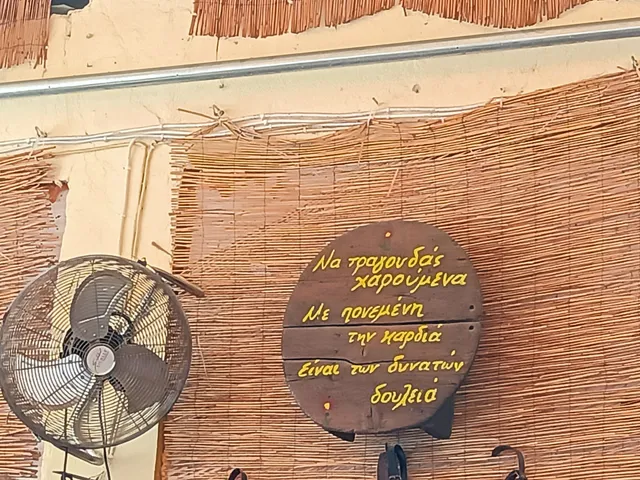 Να τραγουδάς
χαρούμενα
Με πονεμένη
την καρδιά
είναι των δυνατών
δουλειά